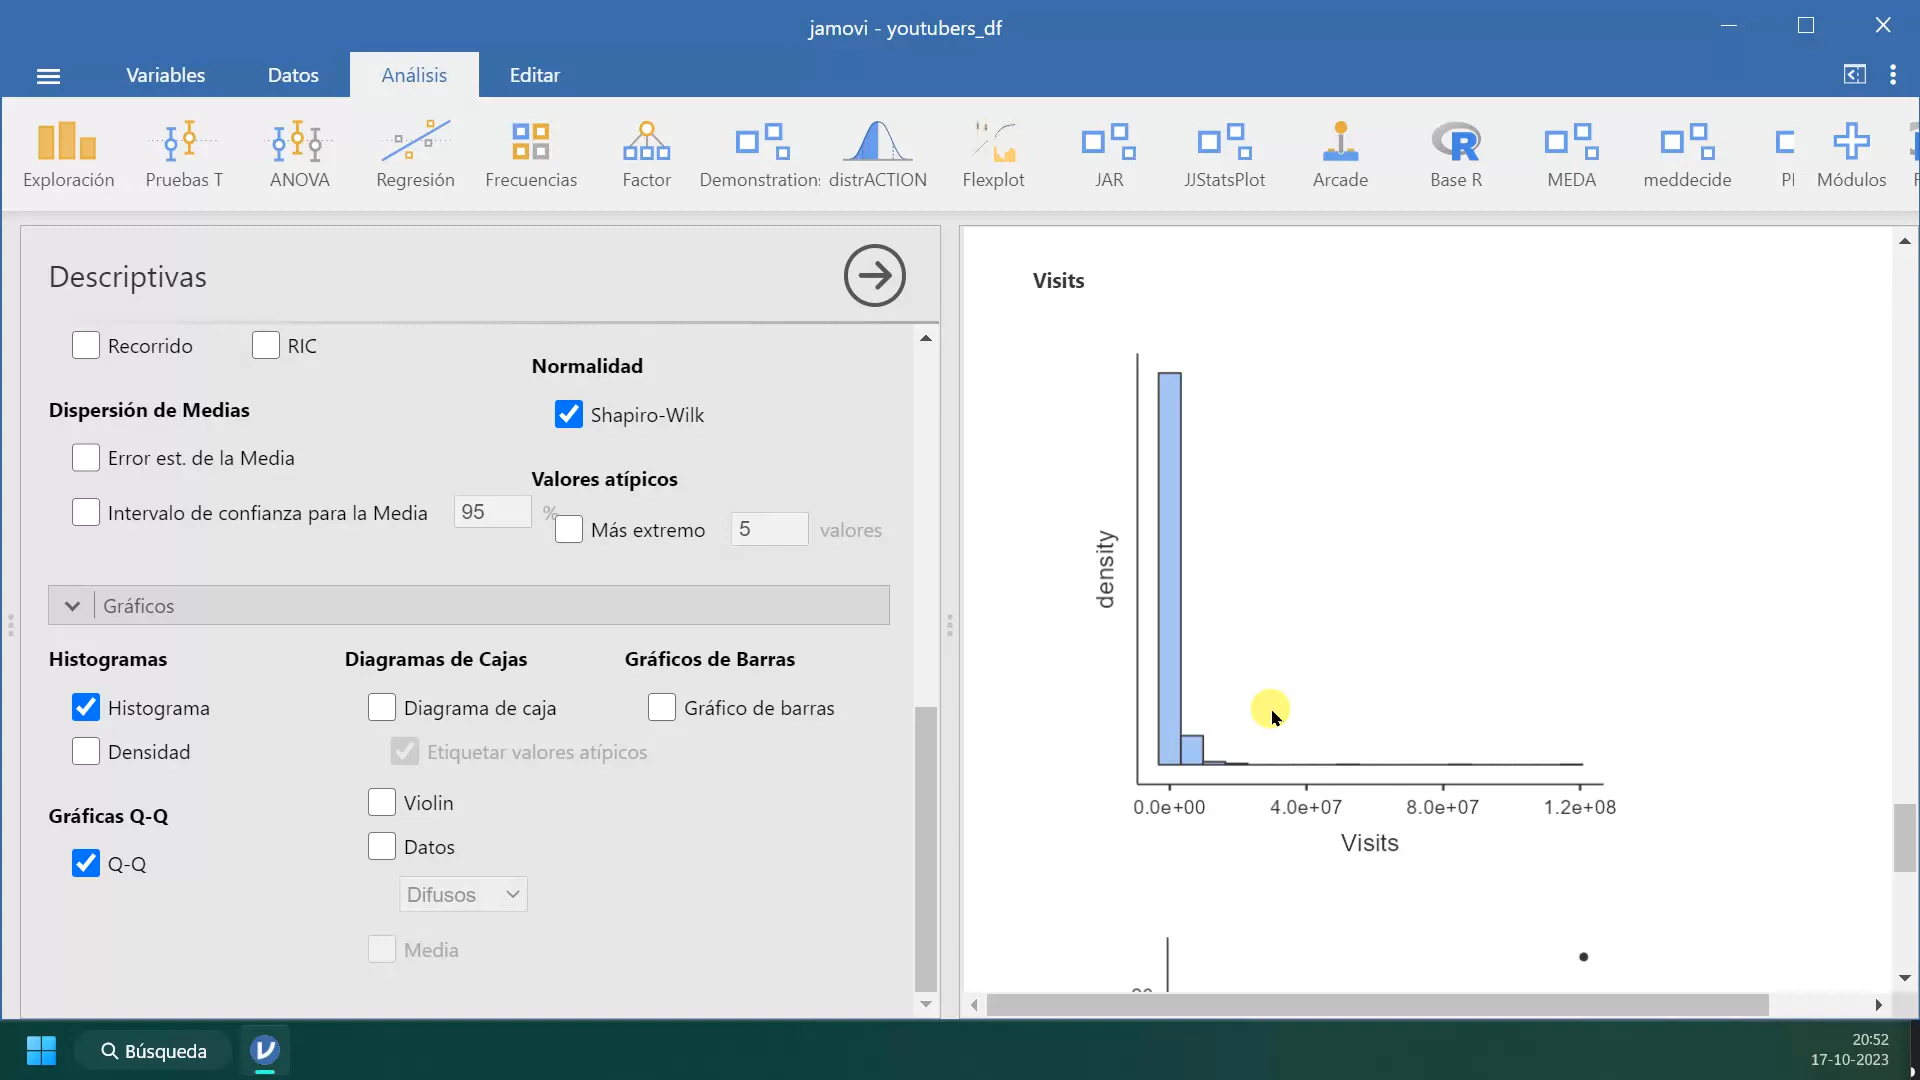 jamovi - youtubers_df
Variables Datos Análisis Editar
Exploración Pruebas T ANOVA Regresión Frecuencias Factor Demonstration distrACTION Flexplot JAR JJStatsPlot Arcade Base R MEDA meddecide Módulos
Descriptivas
Recorrido RIC
Normalidad
Shapiro-Wilk
Dispersión de Medias
Error est. de la Media
Intervalo de confianza para la Media 95 %
Valores atípicos
Más extremo 5 valores
Gráficos
Histogramas
Histograma
Densidad
Gráficas Q-Q
Q-Q
Diagramas de Cajas
Diagrama de caja
Etiquetar valores atípicos
Violin
Datos
Difusos
Media
Gráficos de Barras
Gráfico de barras
Visits
density
0.0e+00 4.0e+07 8.0e+07 1.2e+08
Visits
Búsqueda
20:52
17-10-2023